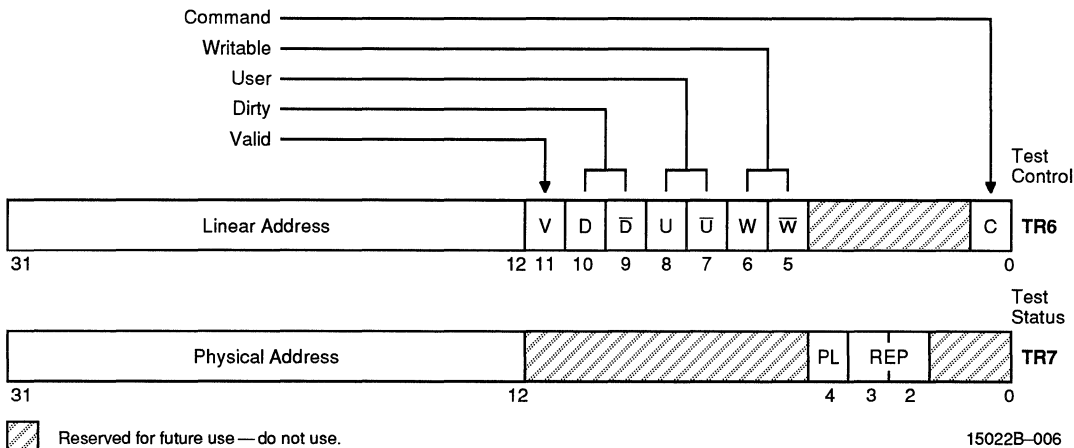 Command
Writable
User
Dirty
Valid
Test
Control
Linear Address V D D̅ U U̅ W W̅ C TR6
31 12 11 10 9 8 7 6 5 0
Test
Status
Physical Address PL REP TR7
31 12 4 3 2 0
Reserved for future use — do not use. 15022B–006